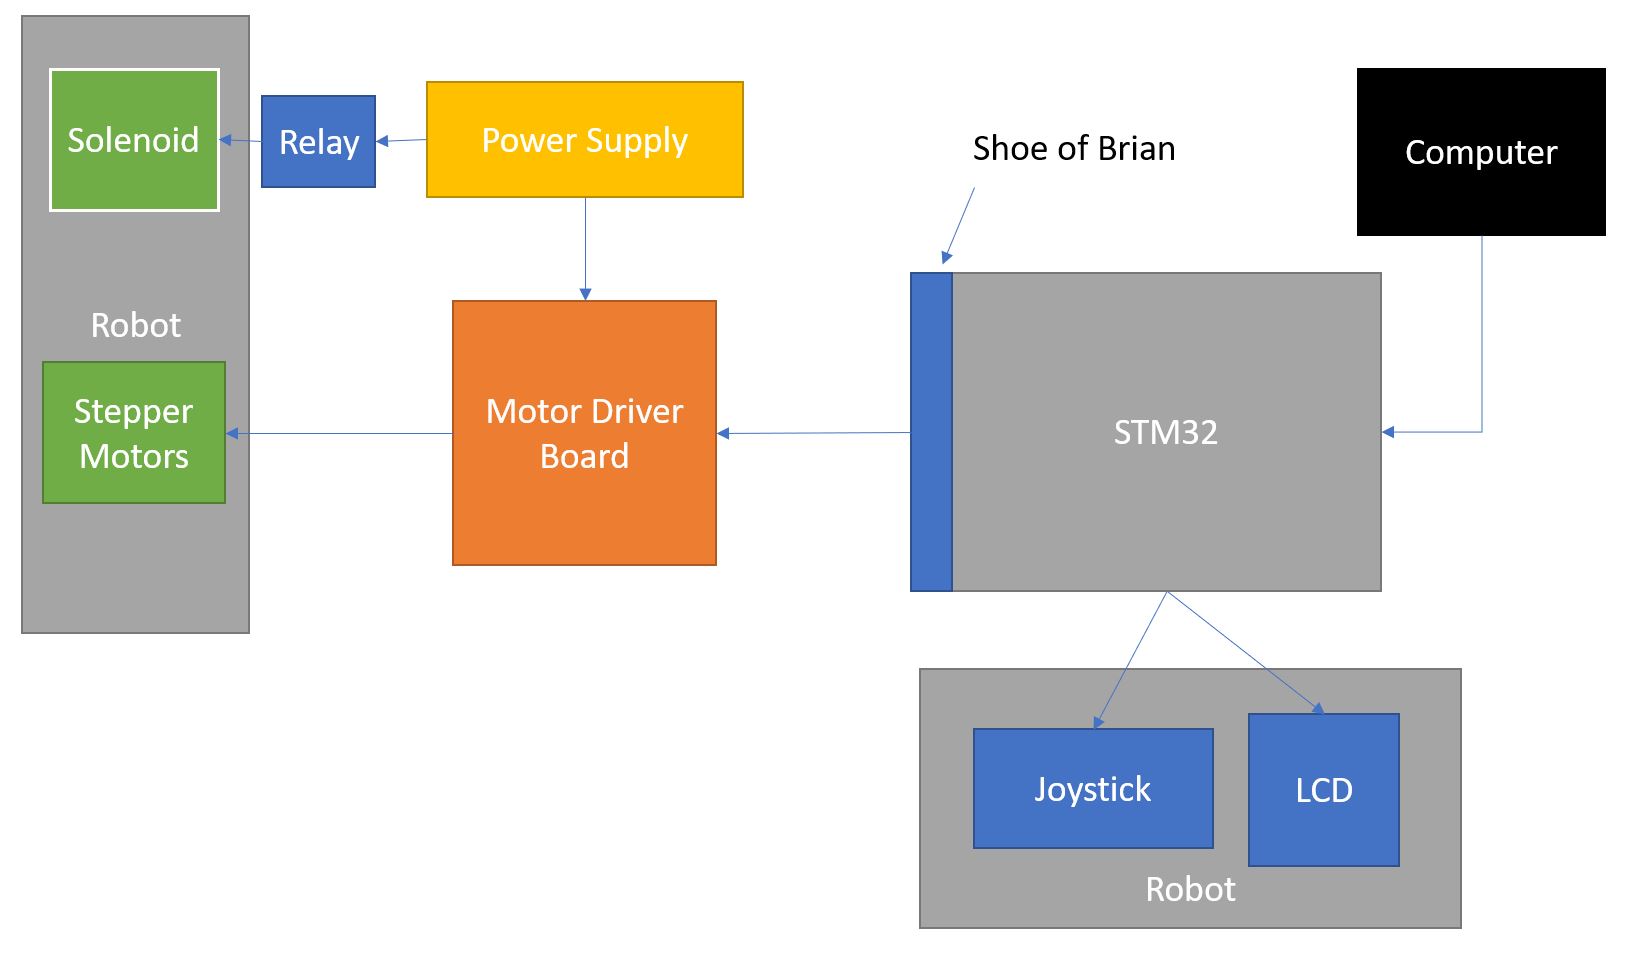 Solenoid
Relay
Power Supply
Shoe of Brian
Computer
Robot
Stepper
Motors
Motor Driver
Board
STM32
Joystick
LCD
Robot